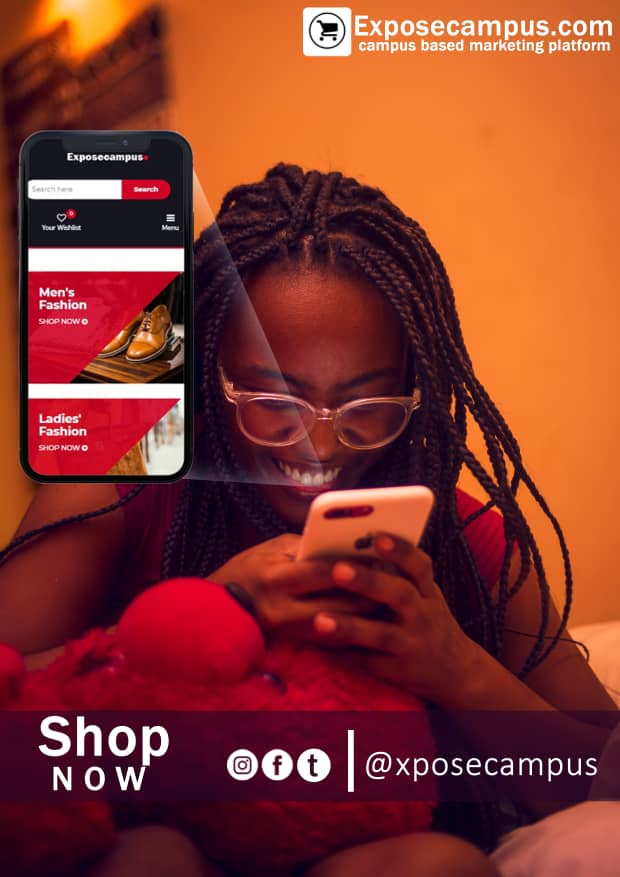 Exposecampus.com
campus based marketing platform
Exposecampus.
Search here
Search
0
Your Wishlist
Menu
Men's
Fashion
SHOP NOW
Ladies'
Fashion
SHOP NOW
Shop
NOW
@xposecampus